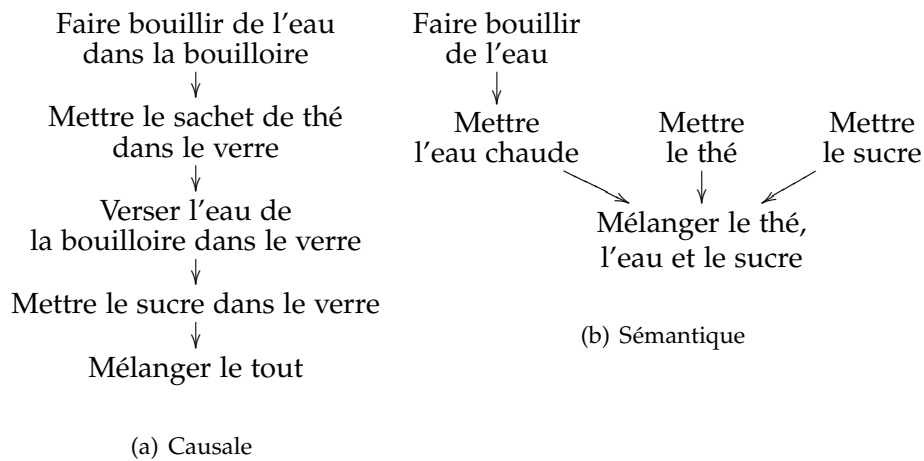 Faire bouillir de l'eau
dans la bouilloire
Mettre le sachet de thé
dans le verre
Verser l'eau de
la bouilloire dans le verre
Mettre le sucre dans le verre
Mélanger le tout
(a) Causale
Faire bouillir
de l'eau
Mettre
l'eau chaude
Mettre
le thé
Mettre
le sucre
Mélanger le thé,
l'eau et le sucre
(b) Sémantique